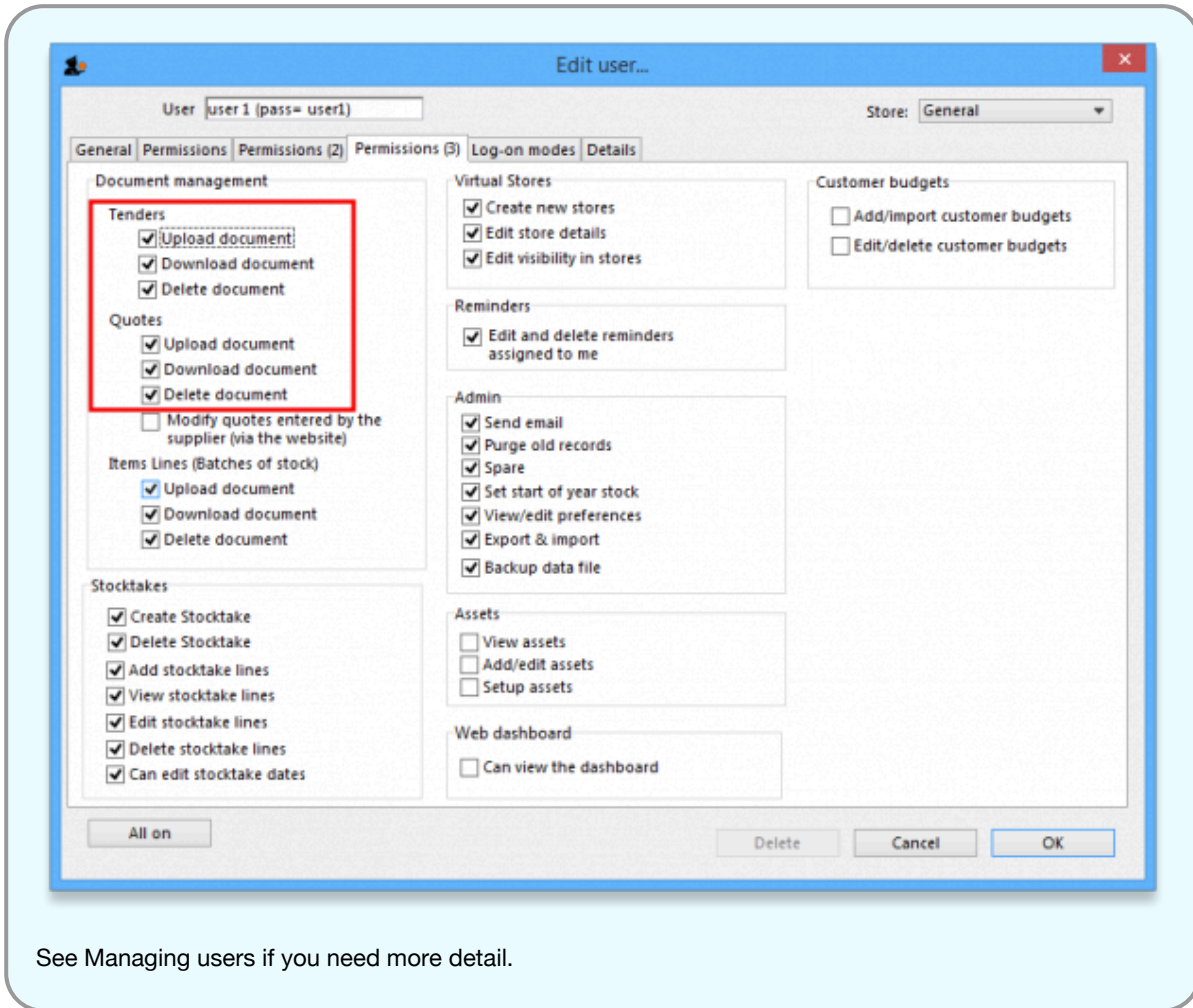 Edit user...
User user 1 (pass= user1)
Store: General
General Permissions Permissions (2) Permissions (3) Log-on modes Details
Document management
Tenders
Upload document
Download document
Delete document
Quotes
Upload document
Download document
Delete document
Modify quotes entered by the
supplier (via the website)
Items Lines (Batches of stock)
Upload document
Download document
Delete document
Stocktakes
Create Stocktake
Delete Stocktake
Add stocktake lines
View stocktake lines
Edit stocktake lines
Delete stocktake lines
Can edit stocktake dates
Virtual Stores
Create new stores
Edit store details
Edit visibility in stores
Reminders
Edit and delete reminders
assigned to me
Admin
Send email
Purge old records
Spare
Set start of year stock
View/edit preferences
Export & import
Backup data file
Assets
View assets
Add/edit assets
Setup assets
Web dashboard
Can view the dashboard
Customer budgets
Add/import customer budgets
Edit/delete customer budgets
All on
Delete Cancel OK
See Managing users if you need more detail.